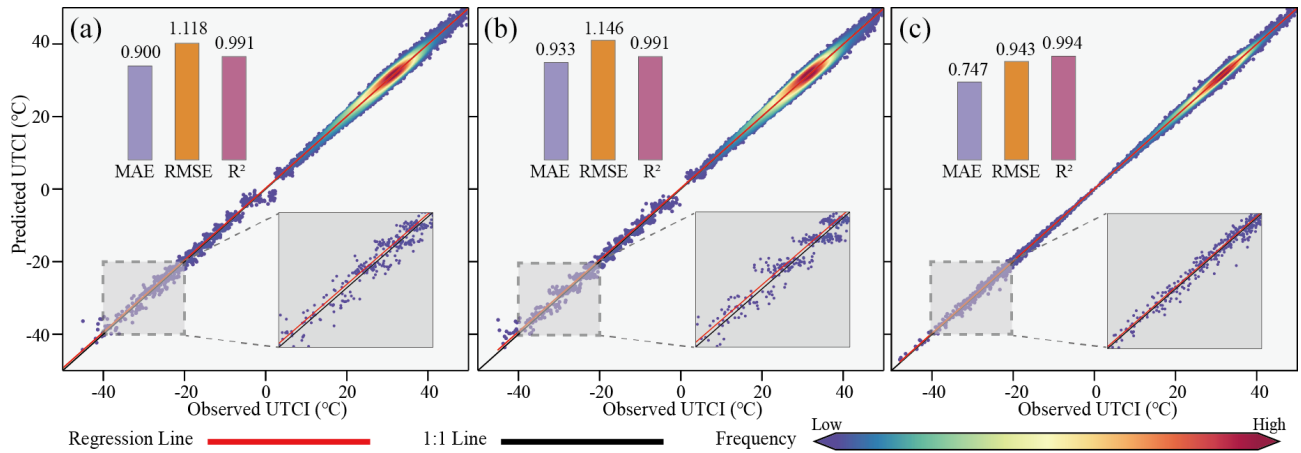 (a)
0.900
1.118
0.991
MAE RMSE R²
(b)
0.933
1.146
0.991
MAE RMSE R²
(c)
0.747
0.943
0.994
MAE RMSE R²
Predicted UTCI (℃)
40
20
0
-20
-40
-40 -20 0 20 40
-40 -20 0 20 40
-40 -20 0 20 40
Observed UTCI (℃)
Observed UTCI (℃)
Observed UTCI (℃)
Regression Line
1:1 Line
Frequency
Low
High